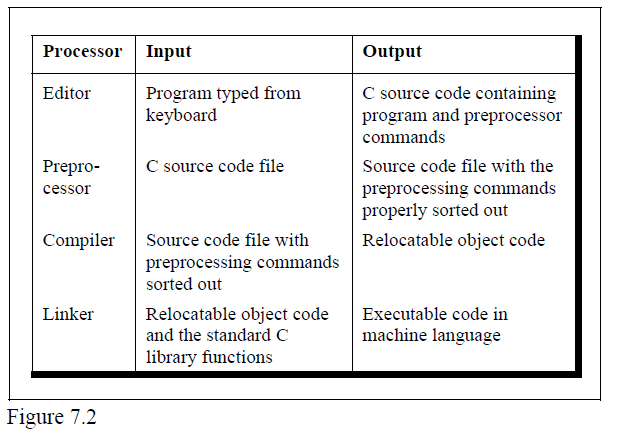 Processor Input Output
Editor Program typed from C source code containing
keyboard program and preprocessor
commands
Prepro- C source code file Source code file with the
cessor preprocessing commands
properly sorted out
Compiler Source code file with Relocatable object code
preprocessing commands
sorted out
Linker Relocatable object code Executable code in
and the standard C machine language
library functions
Figure 7.2